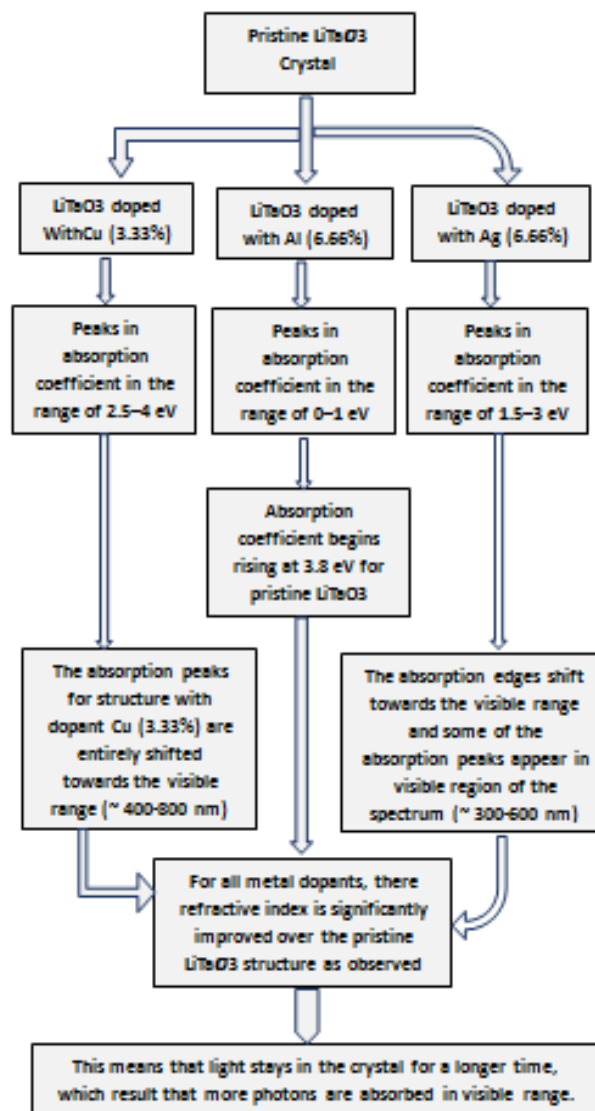 Pristine LiTaO3
Crystal
LiTaO3 doped
WithCu (3.33%)
LiTaO3 doped
with Al (6.66%)
LiTaO3 doped
with Ag (6.66%)
Peaks in
absorption
coefficient in the
range of 2.5–4 eV
Peaks in
absorption
coefficient in the
range of 0–1 eV
Peaks in
absorption
coefficient in the
range of 1.5–3 eV
Absorption
coefficient begins
rising at 3.8 eV for
pristine LiTaO3
The absorption peaks
for structure with
dopant Cu (3.33%) are
entirely shifted
towards the visible
range (~ 400-800 nm)
The absorption edges shift
towards the visible range
and some of the
absorption peaks appear in
visible region of the
spectrum (~ 300-600 nm)
For all metal dopants, there
refractive index is significantly
improved over the pristine
LiTaO3 structure as observed
This means that light stays in the crystal for a longer time,
which result that more photons are absorbed in visible range.